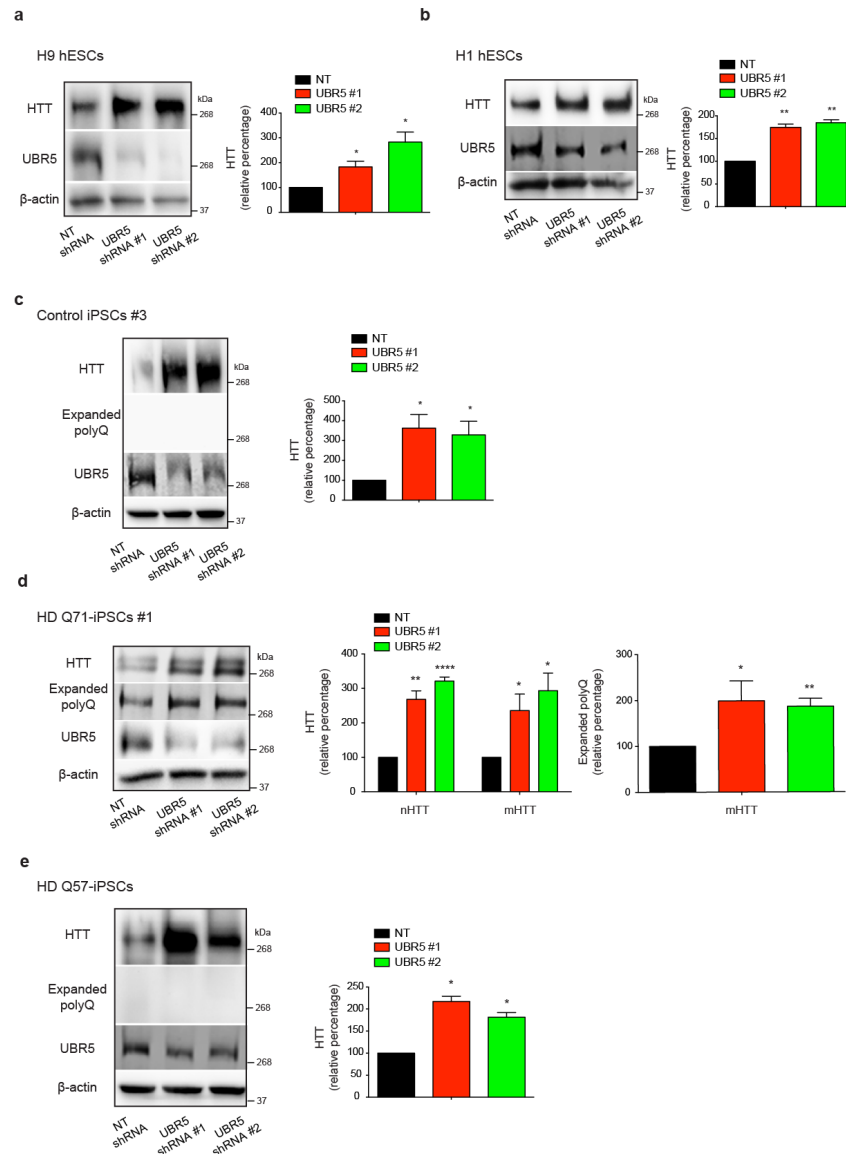 a
H9 hESCs
HTT
UBR5
β-actin
kDa
268
268
37
NT
shRNA
UBR5
shRNA #1
UBR5
shRNA #2
NT
UBR5 #1
UBR5 #2
HTT
(relative percentage)
400
300
200
100
0
*
*
b
H1 hESCs
HTT
UBR5
β-actin
kDa
268
268
37
NT
shRNA
UBR5
shRNA #1
UBR5
shRNA #2
NT
UBR5 #1
UBR5 #2
HTT
(relative percentage)
200
150
100
50
0
**
**
c
Control iPSCs #3
HTT
Expanded
polyQ
UBR5
β-actin
kDa
268
268
268
37
NT
shRNA
UBR5
shRNA #1
UBR5
shRNA #2
NT
UBR5 #1
UBR5 #2
HTT
(relative percentage)
500
400
300
200
100
0
*
*
d
HD Q71-iPSCs #1
HTT
Expanded
polyQ
UBR5
β-actin
kDa
268
268
268
37
NT
shRNA
UBR5
shRNA #1
UBR5
shRNA #2
NT
UBR5 #1
UBR5 #2
HTT
(relative percentage)
400
300
200
100
0
**
****
*
*
nHTT
mHTT
Expanded polyQ
(relative percentage)
300
200
100
0
*
**
mHTT
e
HD Q57-iPSCs
HTT
Expanded
polyQ
UBR5
β-actin
kDa
268
268
268
37
NT
shRNA
UBR5
shRNA #1
UBR5
shRNA #2
NT
UBR5 #1
UBR5 #2
HTT
(relative percentage)
250
200
150
100
50
0
*
*